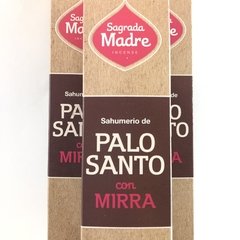 Sagrada
Madre
INCENSE
Sahumerio de
PALO
SANTO
con
MIRRA